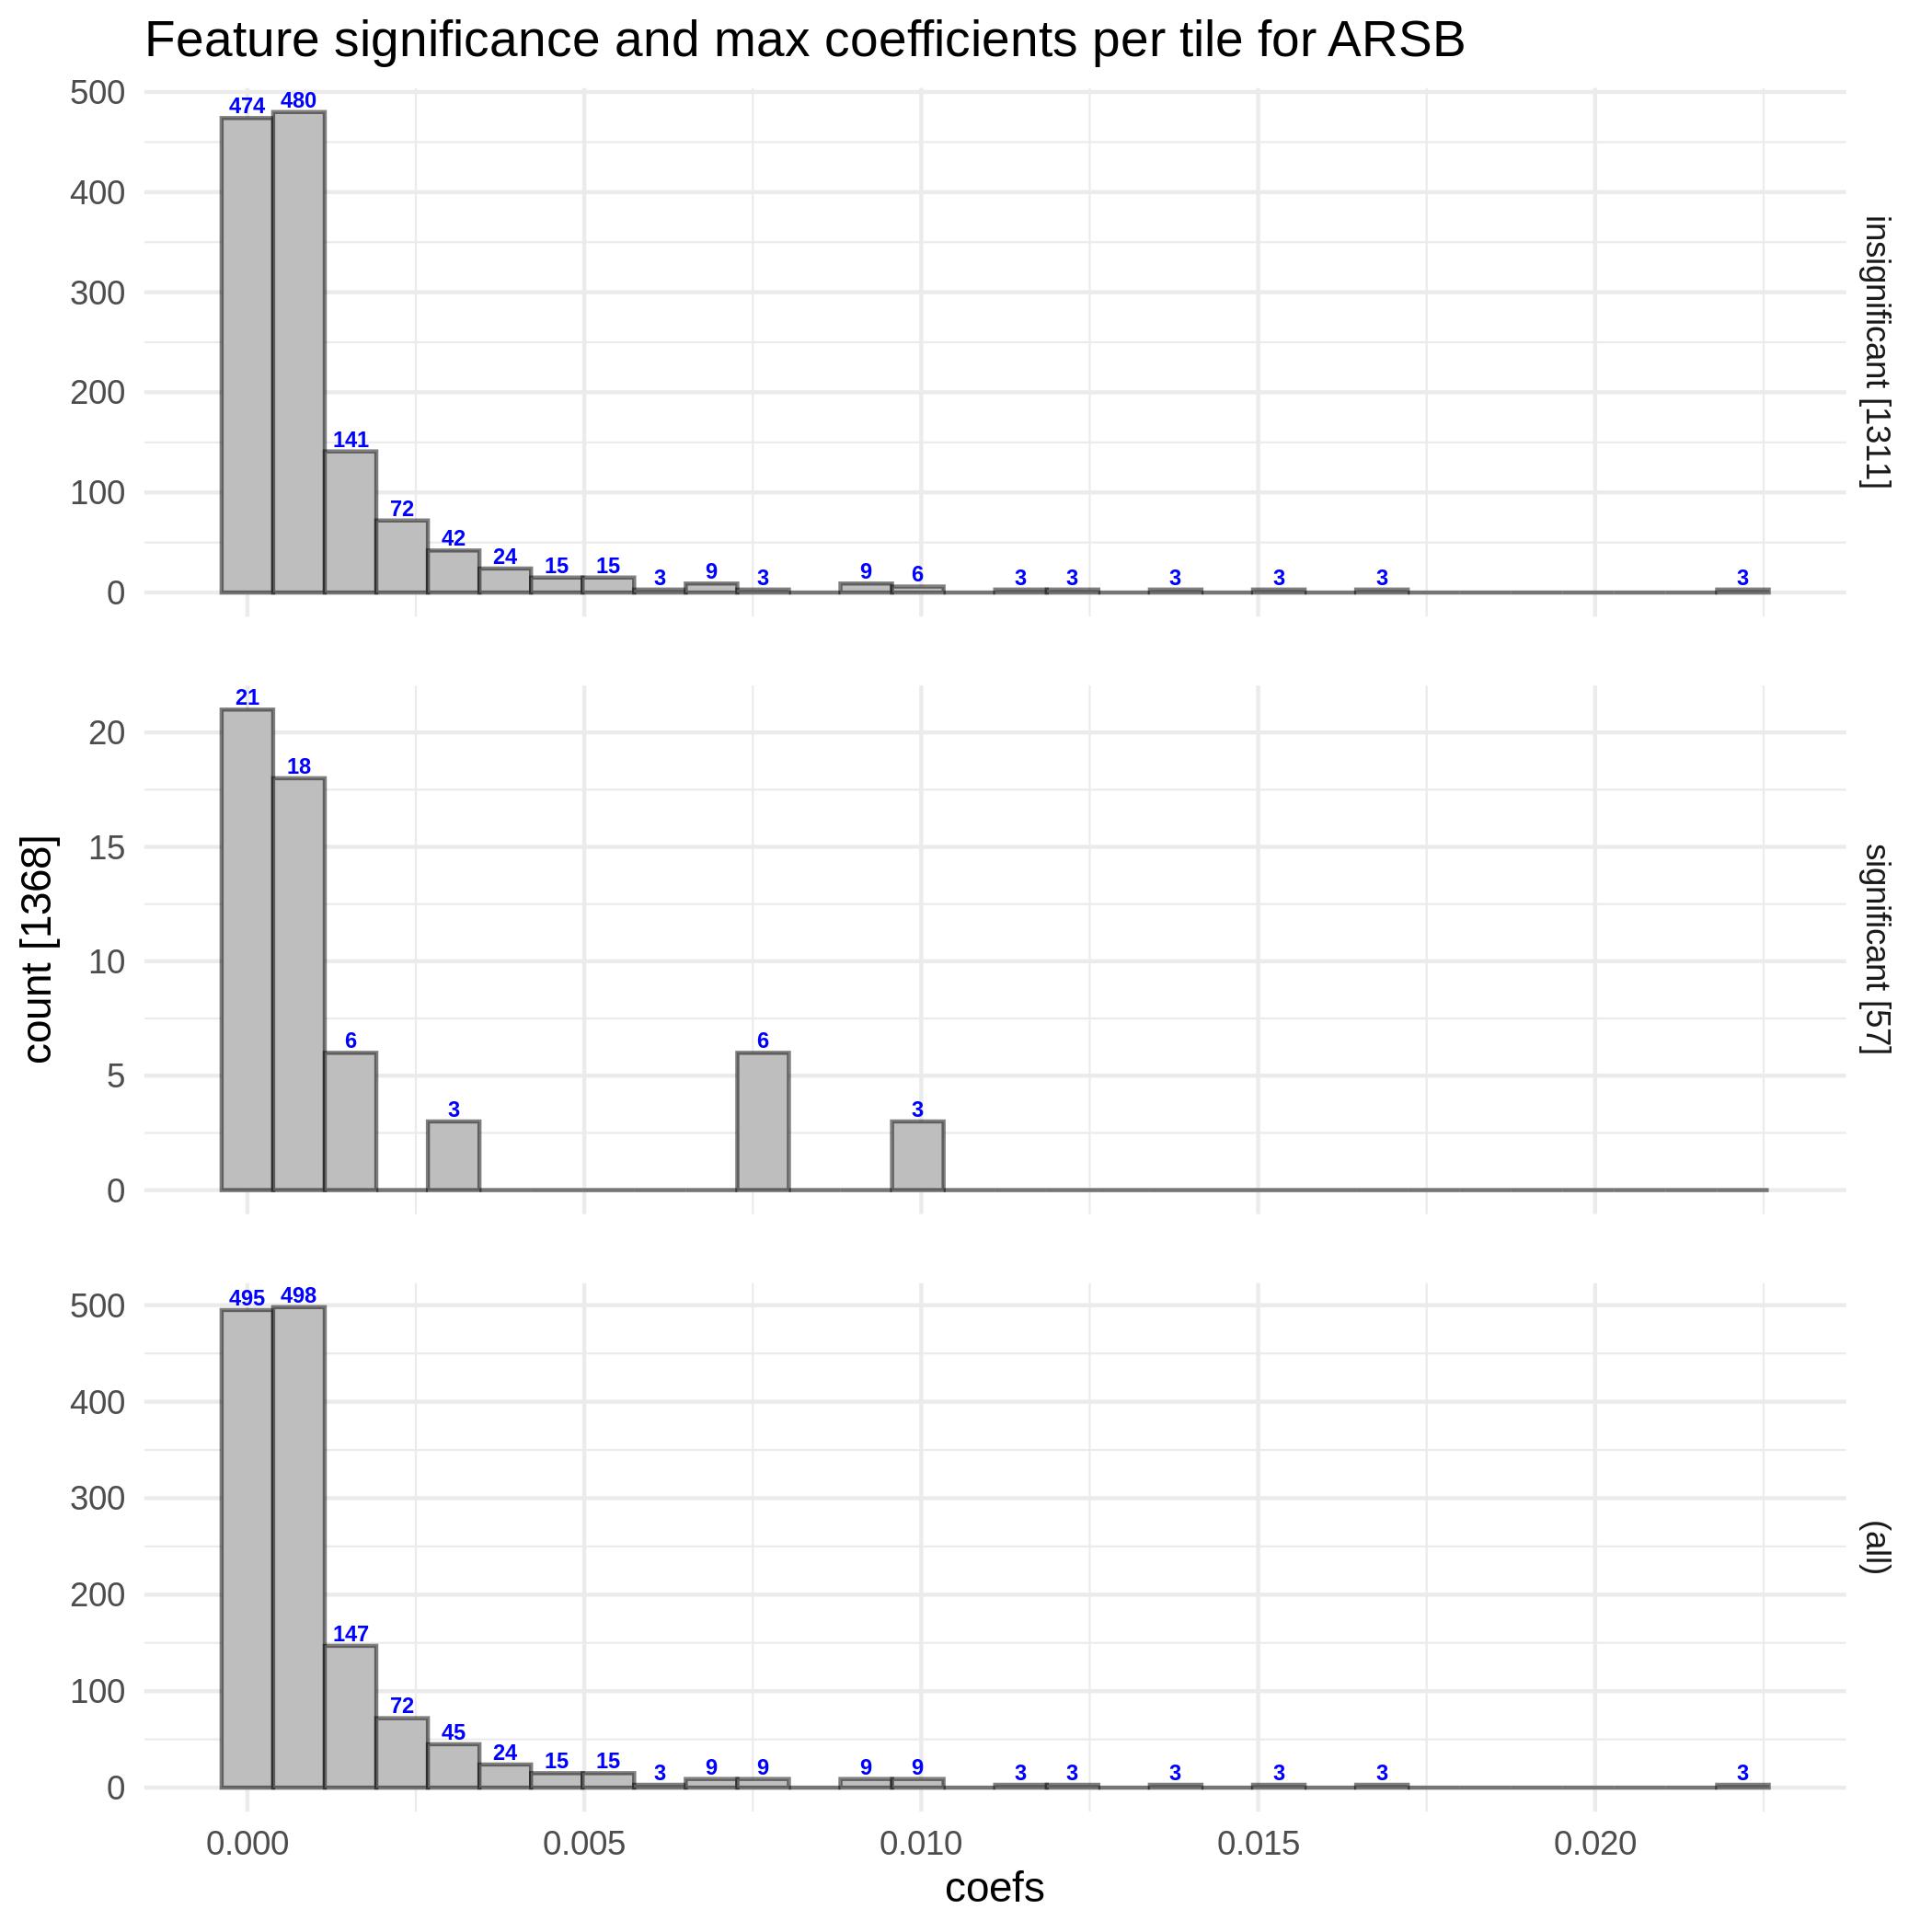 Feature significance and max coefficients per tile for ARSB
500
400
300
200
100
0
474 480 141 72 42 24 15 15 3 9 3 9 6 3 3 3 3 3 3
insignificant [1311]
count [1368]
20
15
10
5
0
21 18 6 3 6 3
significant [57]
500
400
300
200
100
0
495 498 147 72 45 24 15 15 3 9 9 9 9 3 3 3 3 3 3
(all)
0.000 0.005 0.010 0.015 0.020
coefs